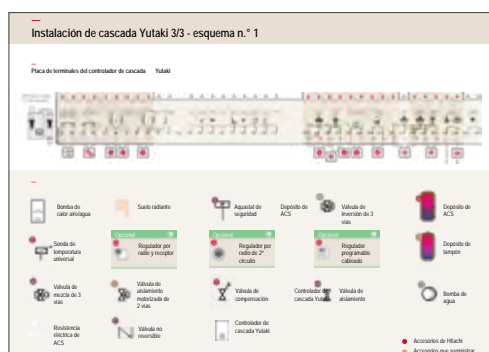 Instalación de cascada Yutaki 3/3 - esquema n.° 1
Placa de terminales del controlador de cascada Yutaki
Bomba de
calor aire/agua
Suelo radiante
Aquastat de
seguridad
Depósito de
ACS
Válvula de
inversión de 3
vías
Depósito de
ACS
Sonda de
temperatura
universal
Opcional
Regulador por
radio y receptor
Opcional
Regulador por
radio de 2º
circuito
Opcional
Regulador
programable
cableado
Depósito de
tampón
Válvula de
mezcla de 3
vías
Válvula de
aislamiento
motorizada de
2 vías
Válvula de
compensación
Controlador de
cascada Yutaki
Válvula de
aislamiento
Bomba de
agua
Resistencia
eléctrica de
ACS
Válvula no
reversible
Controlador de
cascada Yutaki
Accesorios de Hitachi
Accesorios que suministrar